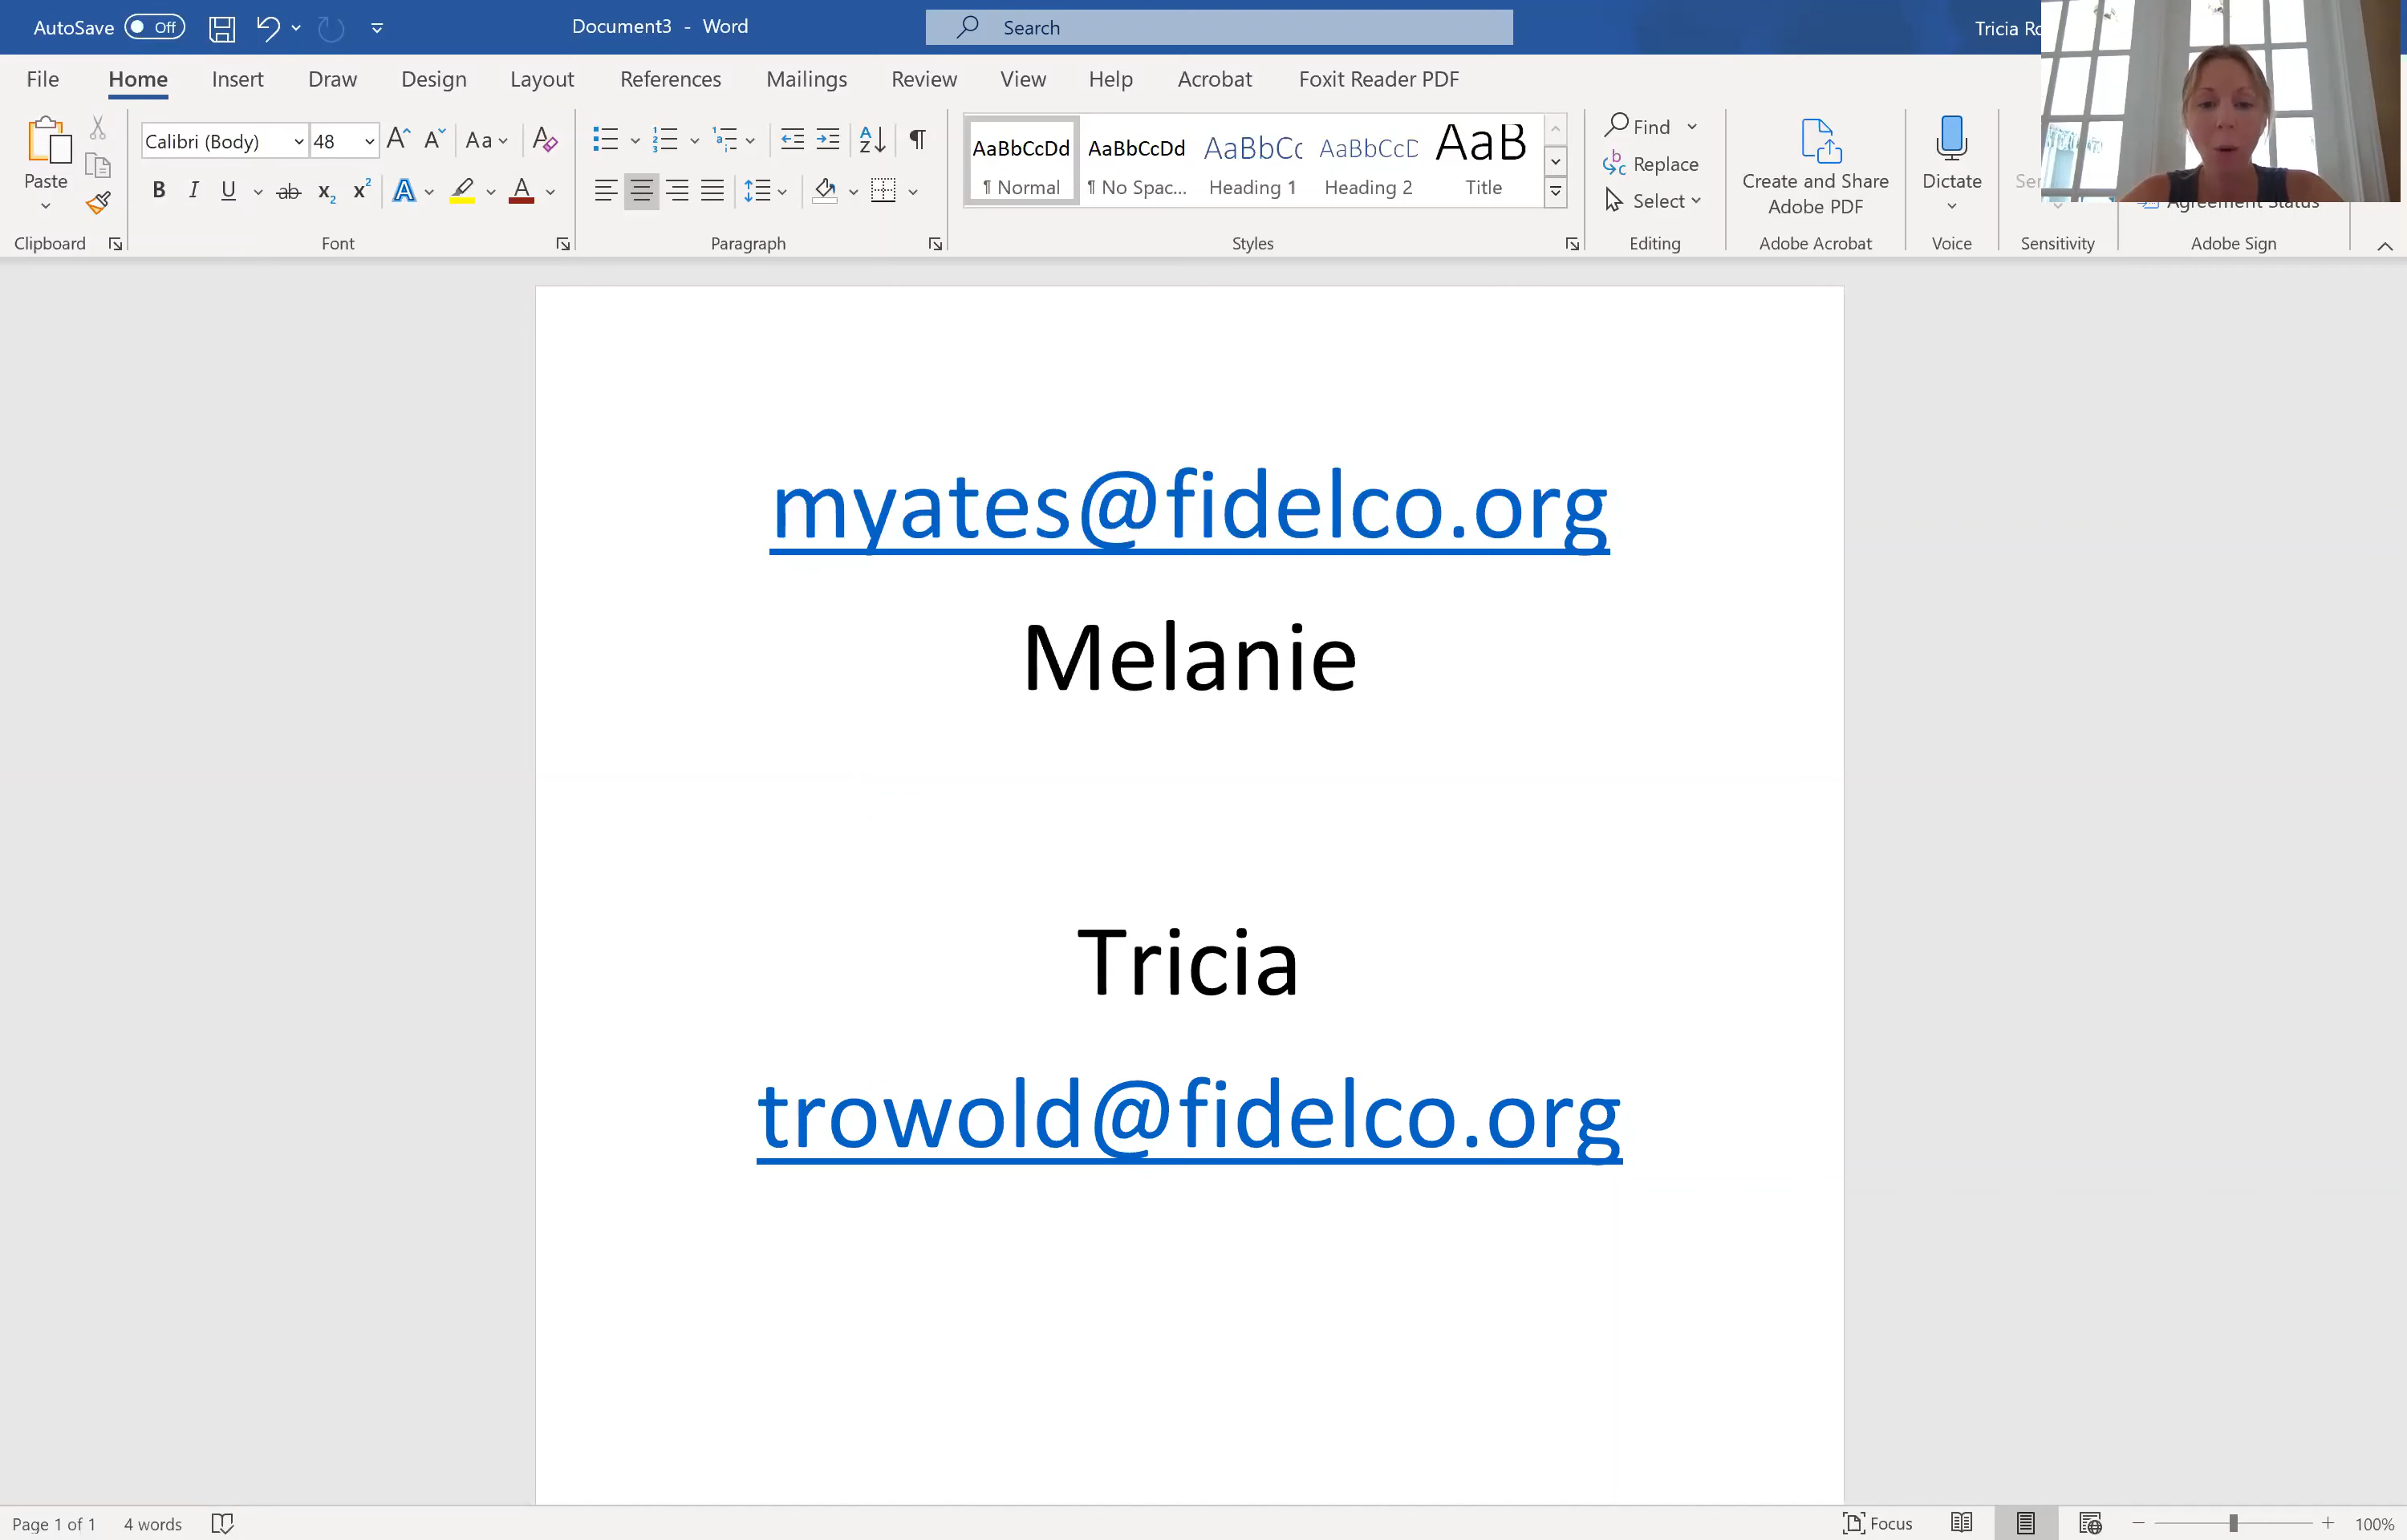 AutoSave Off Document3 - Word Search Tricia
File Home Insert Draw Design Layout References Mailings Review View Help Acrobat Foxit Reader PDF
Paste
Calibri (Body) 48 Aa
AaBbCcDd AaBbCcDd AaBbCc AaBbCcD AaB
¶ Normal ¶ No Spac... Heading 1 Heading 2 Title
Find
Replace
Select
Create and Share
Adobe PDF
Dictate
Agreement Status
Clipboard Font Paragraph Styles Editing Adobe Acrobat Voice Sensitivity Adobe Sign
myates@fidelco.org
Melanie
Tricia
trowold@fidelco.org
Page 1 of 1 4 words Focus 100%